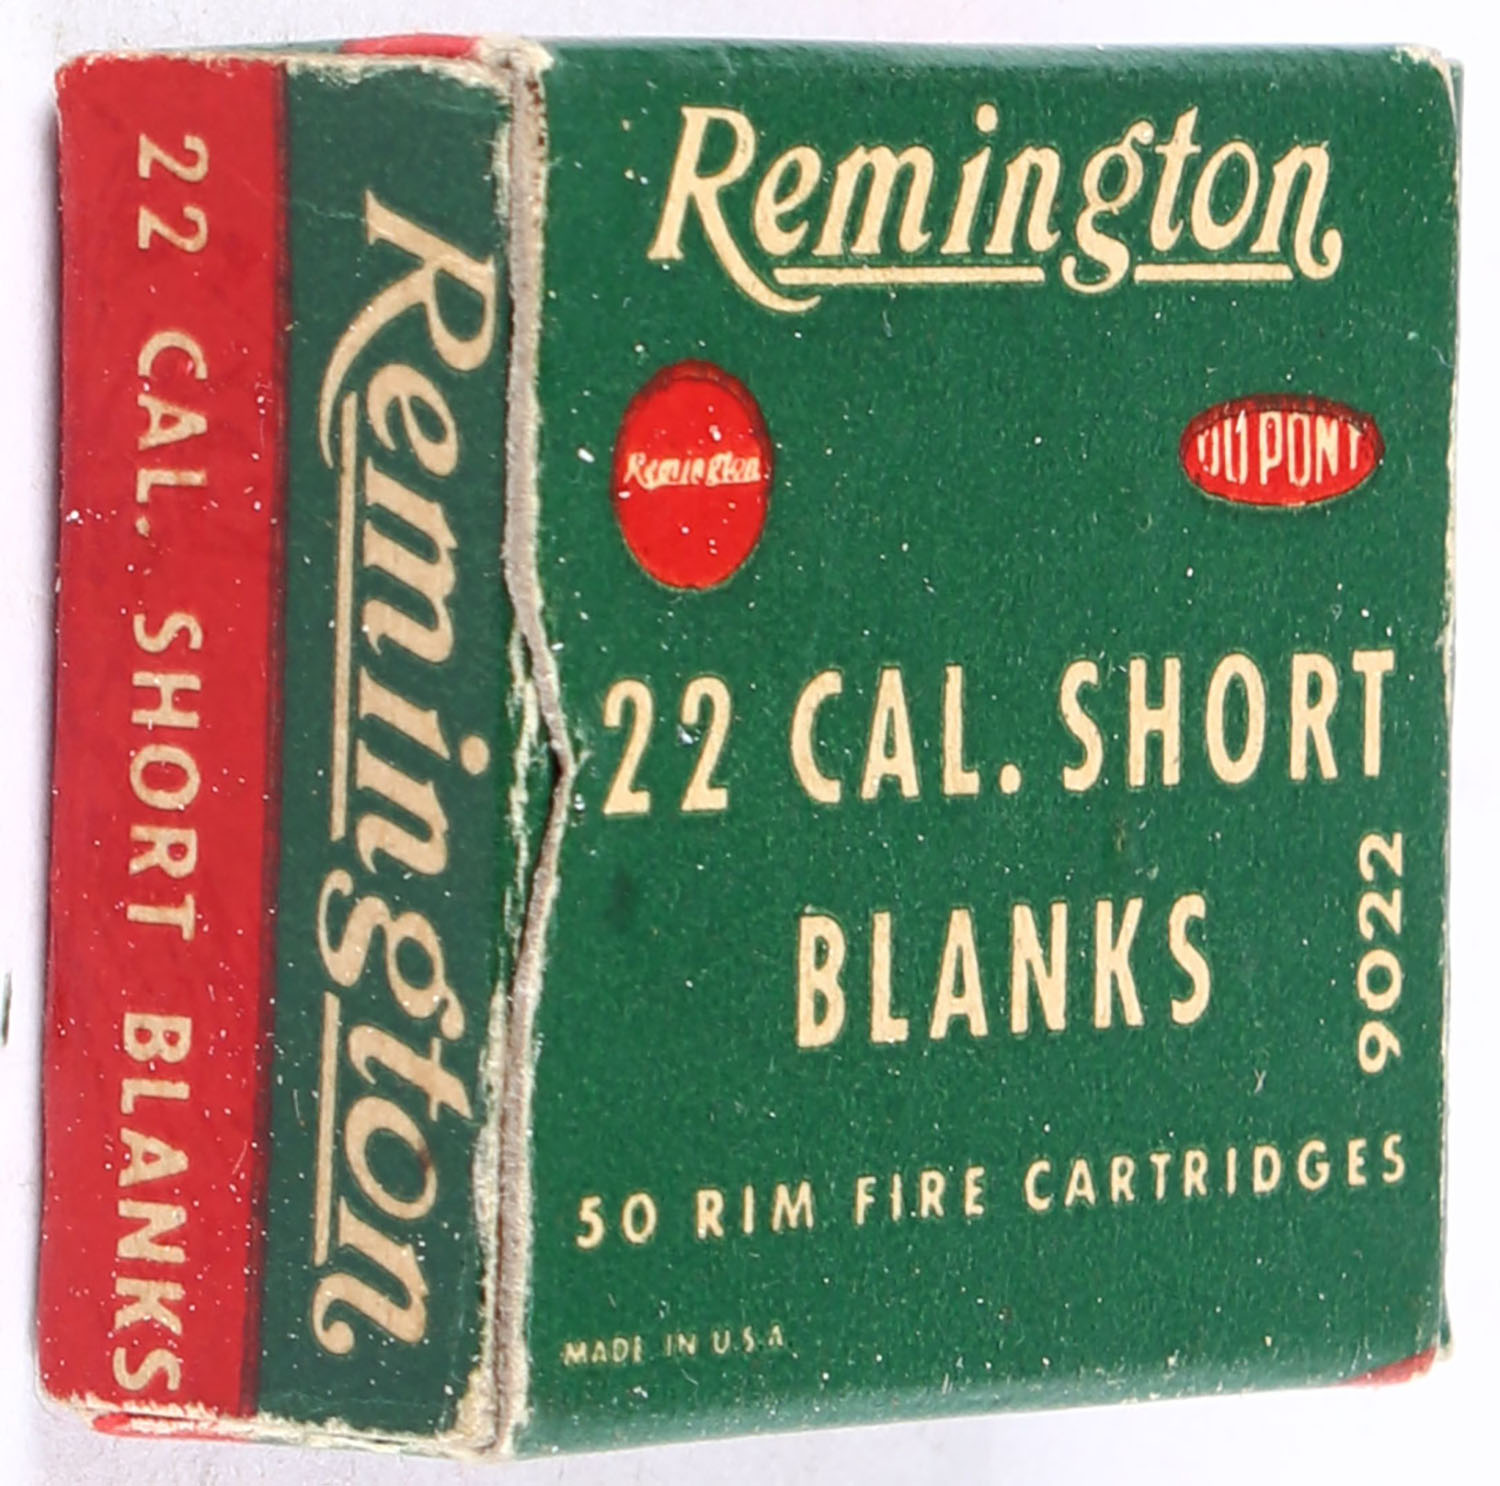 Remington
Remington
DU PONT
22 CAL. SHORT
BLANKS
9022
50 RIM FIRE CARTRIDGES
MADE IN U.S.A.
Remington
22 CAL. SHORT BLANKS